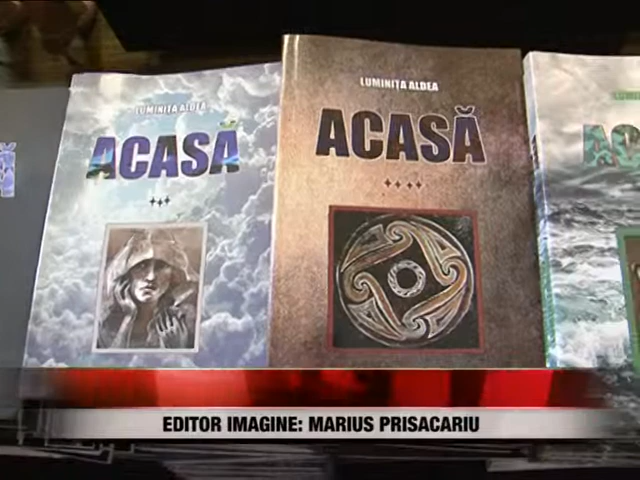 LUMINIȚA ALDEA
ACASĂ
LUMINIȚA ALDEA
ACASĂ
EDITOR IMAGINE: MARIUS PRISACARIU